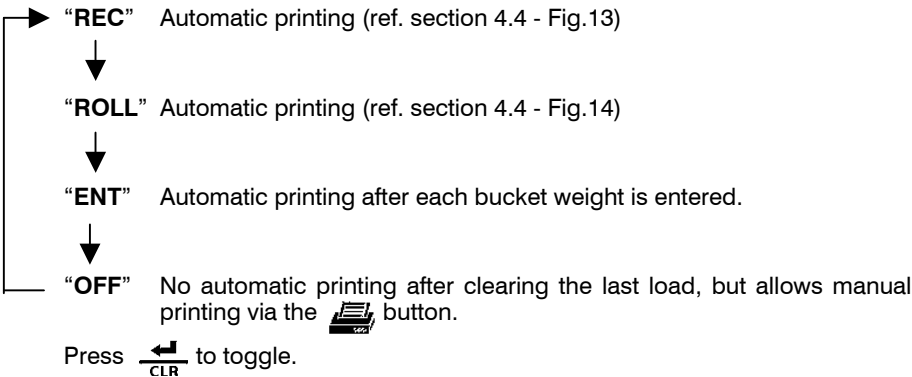 “REC” Automatic printing (ref. section 4.4 - Fig.13)
“ROLL” Automatic printing (ref. section 4.4 - Fig.14)
“ENT” Automatic printing after each bucket weight is entered.
“OFF” No automatic printing after clearing the last load, but allows manual
printing via the button.
Press CLR to toggle.